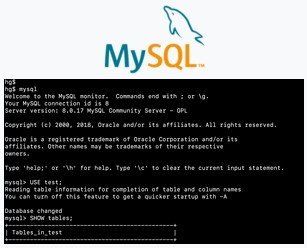 MySQL™
hg$
hg$ mysql
Welcome to the MySQL monitor.  Commands end with ; or \g.
Your MySQL connection id is 8
Server version: 8.0.17 MySQL Community Server - GPL
Copyright (c) 2000, 2018, Oracle and/or its affiliates. All rights reserved.
Oracle is a registered trademark of Oracle Corporation and/or its
affiliates. Other names may be trademarks of their respective
owners.
Type 'help;' or '\h' for help. Type '\c' to clear the current input statement.
mysql> USE test;
Reading table information for completion of table and column names
You can turn off this feature to get a quicker startup with -A
Database changed
mysql> SHOW tables;
+------------------------------------------+
| Tables_in_test                           |
+------------------------------------------+